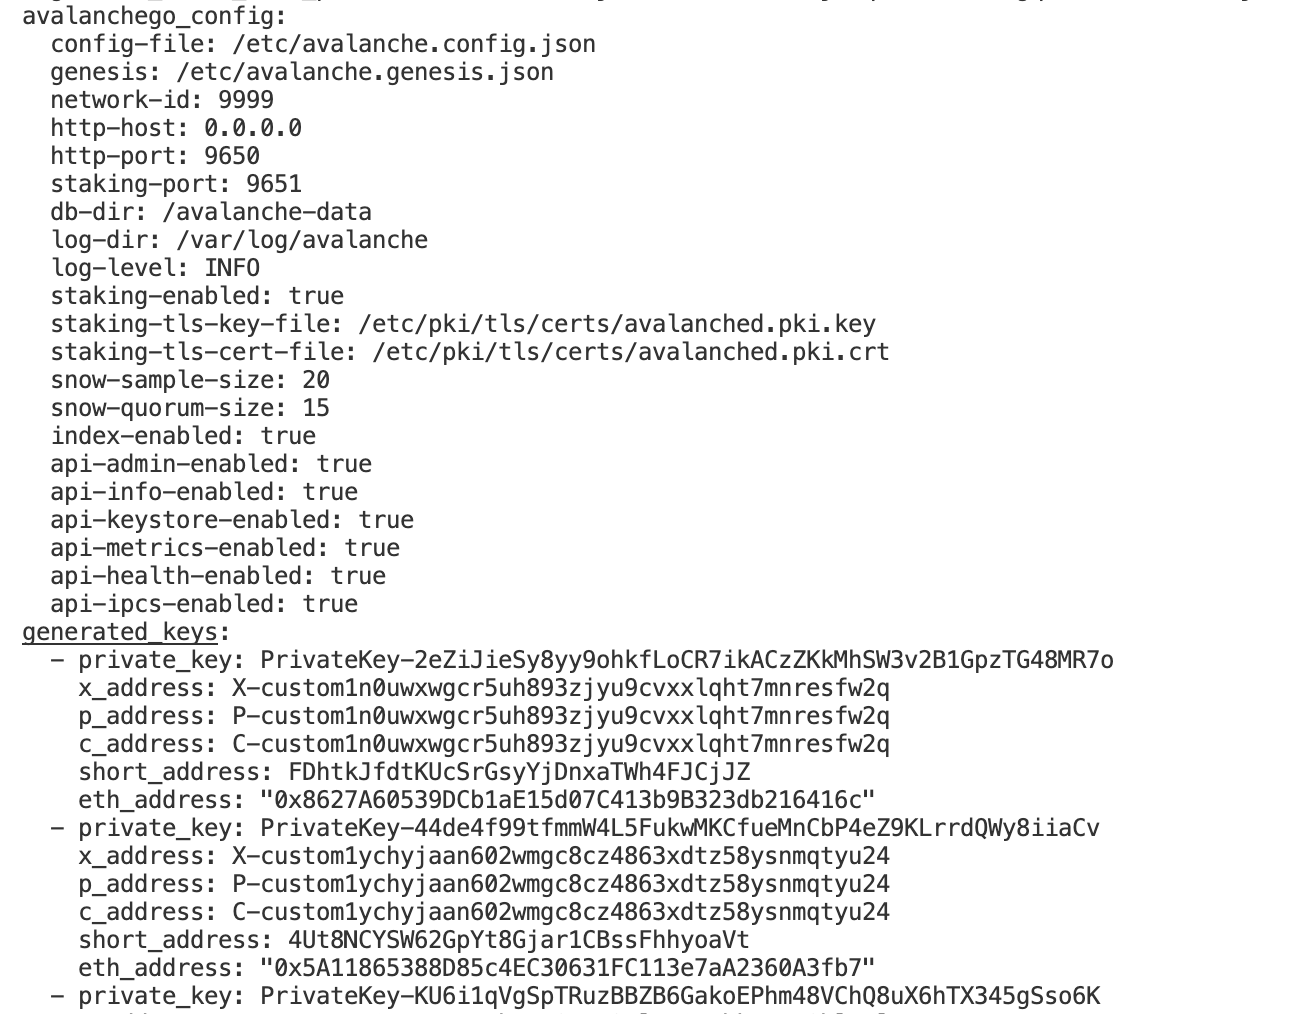 avalanchego_config:
  config-file: /etc/avalanche.config.json
  genesis: /etc/avalanche.genesis.json
  network-id: 9999
  http-host: 0.0.0.0
  http-port: 9650
  staking-port: 9651
  db-dir: /avalanche-data
  log-dir: /var/log/avalanche
  log-level: INFO
  staking-enabled: true
  staking-tls-key-file: /etc/pki/tls/certs/avalanched.pki.key
  staking-tls-cert-file: /etc/pki/tls/certs/avalanched.pki.crt
  snow-sample-size: 20
  snow-quorum-size: 15
  index-enabled: true
  api-admin-enabled: true
  api-info-enabled: true
  api-keystore-enabled: true
  api-metrics-enabled: true
  api-health-enabled: true
  api-ipcs-enabled: true
generated_keys:
  - private_key: PrivateKey-2eZiJieSy8yy9ohkfLoCR7ikACzZKkMhSW3v2B1GpzTG48MR7o
    x_address: X-custom1n0uwxwgcr5uh893zjyu9cvxxlqht7mnresfw2q
    p_address: P-custom1n0uwxwgcr5uh893zjyu9cvxxlqht7mnresfw2q
    c_address: C-custom1n0uwxwgcr5uh893zjyu9cvxxlqht7mnresfw2q
    short_address: FDhtkJfdtKUcSrGsyYjDnxaTWh4FJCjJZ
    eth_address: "0x8627A60539DCb1aE15d07C413b9B323db216416c"
  - private_key: PrivateKey-44de4f99tfmmW4L5FukwMKCfueMnCbP4eZ9KLrrdQWy8iiaCv
    x_address: X-custom1ychyjaan602wmgc8cz4863xdtz58ysnmqtyu24
    p_address: P-custom1ychyjaan602wmgc8cz4863xdtz58ysnmqtyu24
    c_address: C-custom1ychyjaan602wmgc8cz4863xdtz58ysnmqtyu24
    short_address: 4Ut8NCYSW62GpYt8Gjar1CBssFhhyoaVt
    eth_address: "0x5A11865388D85c4EC30631FC113e7aA2360A3fb7"
  - private_key: PrivateKey-KU6i1qVgSpTRuzBBZB6GakoEPhm48VChQ8uX6hTX345gSso6K